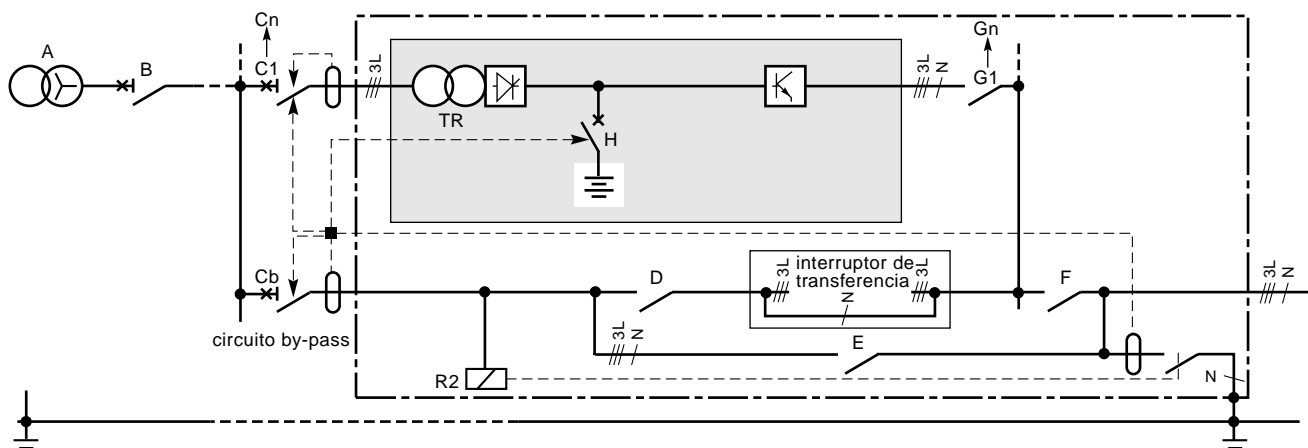 A
B
Cn
C1
3L
TR
H
3L
N
Gn
G1
Cb
circuito by-pass
D
3L
interruptor de
transferencia
3L
N
F
3L
N
3L
N
E
R2
N